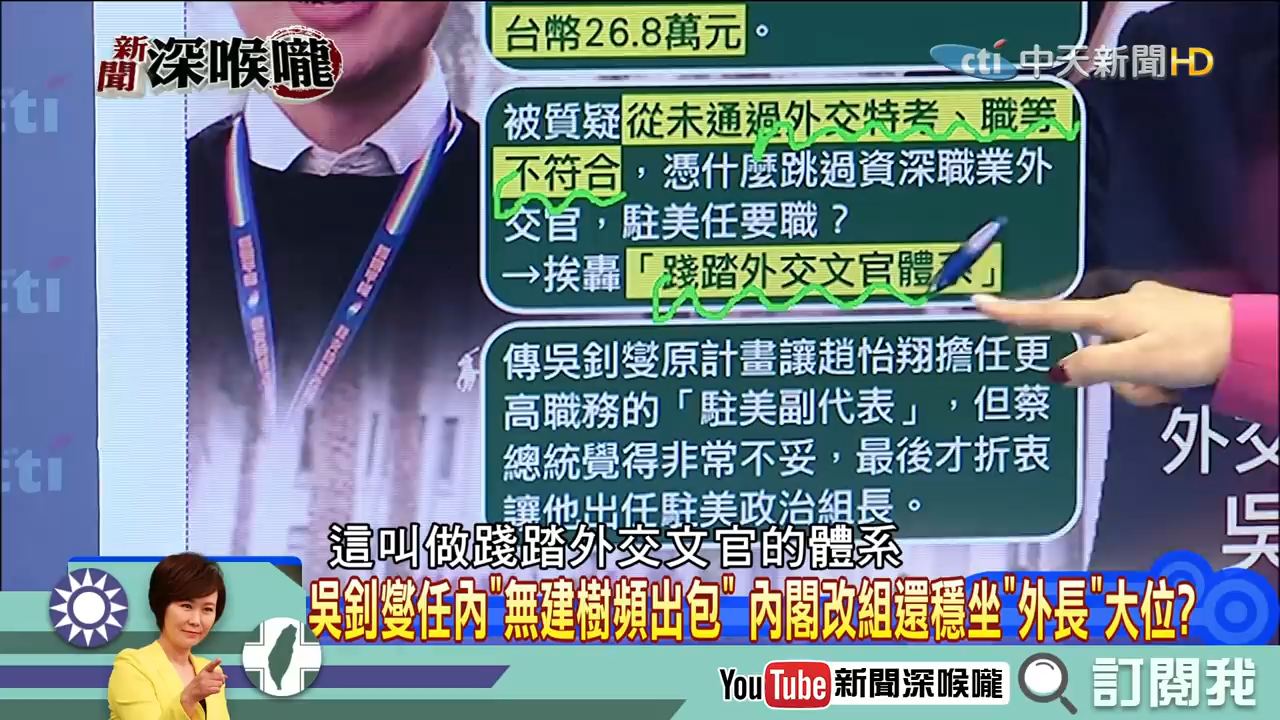 新聞深喉嚨
台幣26.8萬元。
cti 中天新聞HD
被質疑從未通過外交特考、職等
不符合，憑什麼跳過資深職業外
交官，駐美任要職？
→挨轟「踐踏外交文官體系」
傳吳釗燮原計畫讓趙怡翔擔任更
高職務的「駐美副代表」，但蔡
總統覺得非常不妥，最後才折衷
讓他出任駐美政治組長。
外交
吳
cti
cti
cti
這叫做踐踏外交文官的體系
吳釗燮任內"無建樹頻出包" 內閣改組還穩坐"外長"大位?
YouTube 新聞深喉嚨 訂閱我